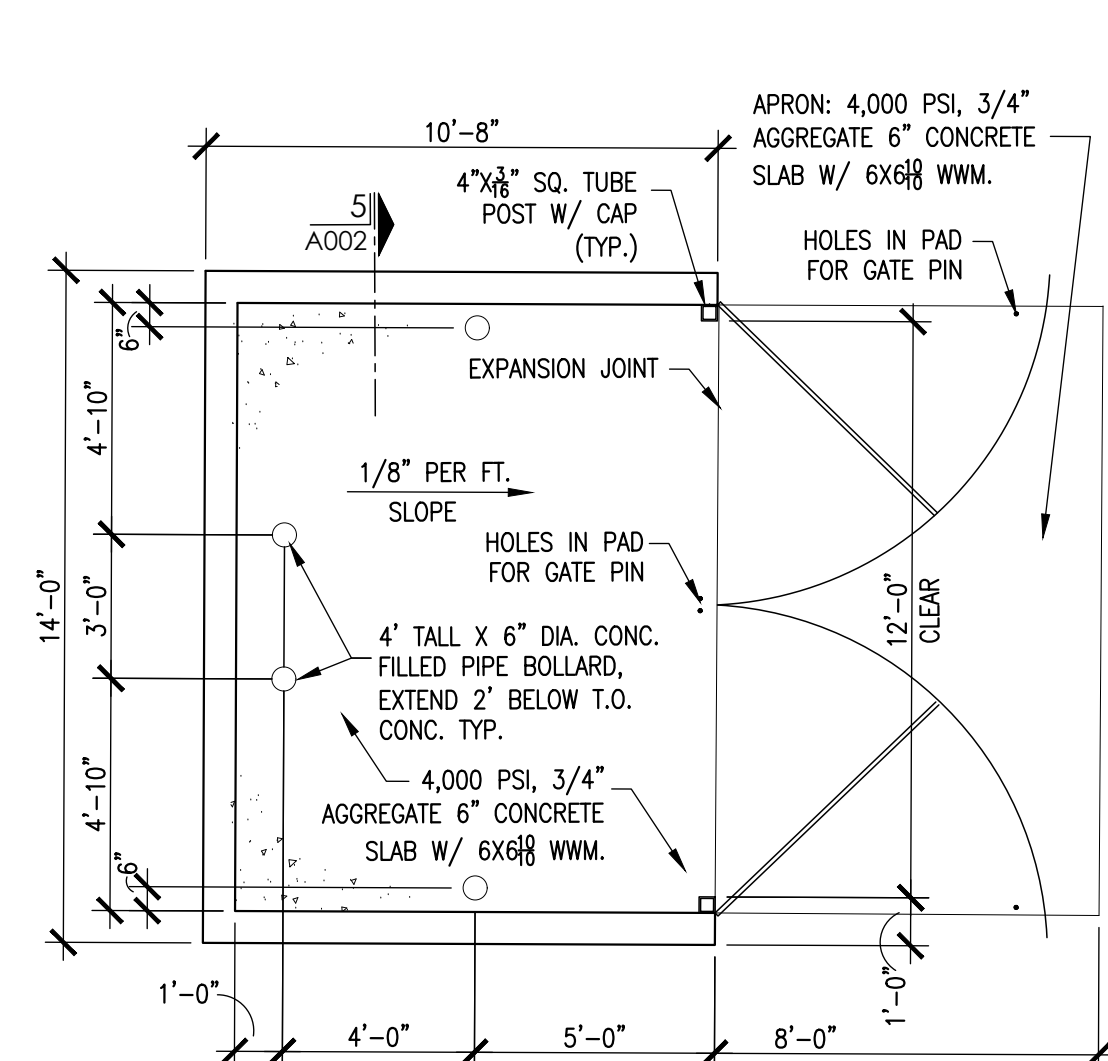 APRON: 4,000 PSI, 3/4"
AGGREGATE 6" CONCRETE
SLAB W/ 6X6 10/10 WWM.
10'-8"
4"X3/16" SQ. TUBE
POST W/ CAP
(TYP.)
5
A002
HOLES IN PAD
FOR GATE PIN
6"
EXPANSION JOINT
4'-10"
1/8" PER FT.
SLOPE
HOLES IN PAD
FOR GATE PIN
14'-0"
3'-0"
12'-0"
CLEAR
4' TALL X 6" DIA. CONC.
FILLED PIPE BOLLARD,
EXTEND 2' BELOW T.O.
CONC. TYP.
4'-10"
4,000 PSI, 3/4"
AGGREGATE 6" CONCRETE
SLAB W/ 6X6 10/10 WWM.
6"
1'-0"
1'-0"
4'-0"
5'-0"
8'-0"